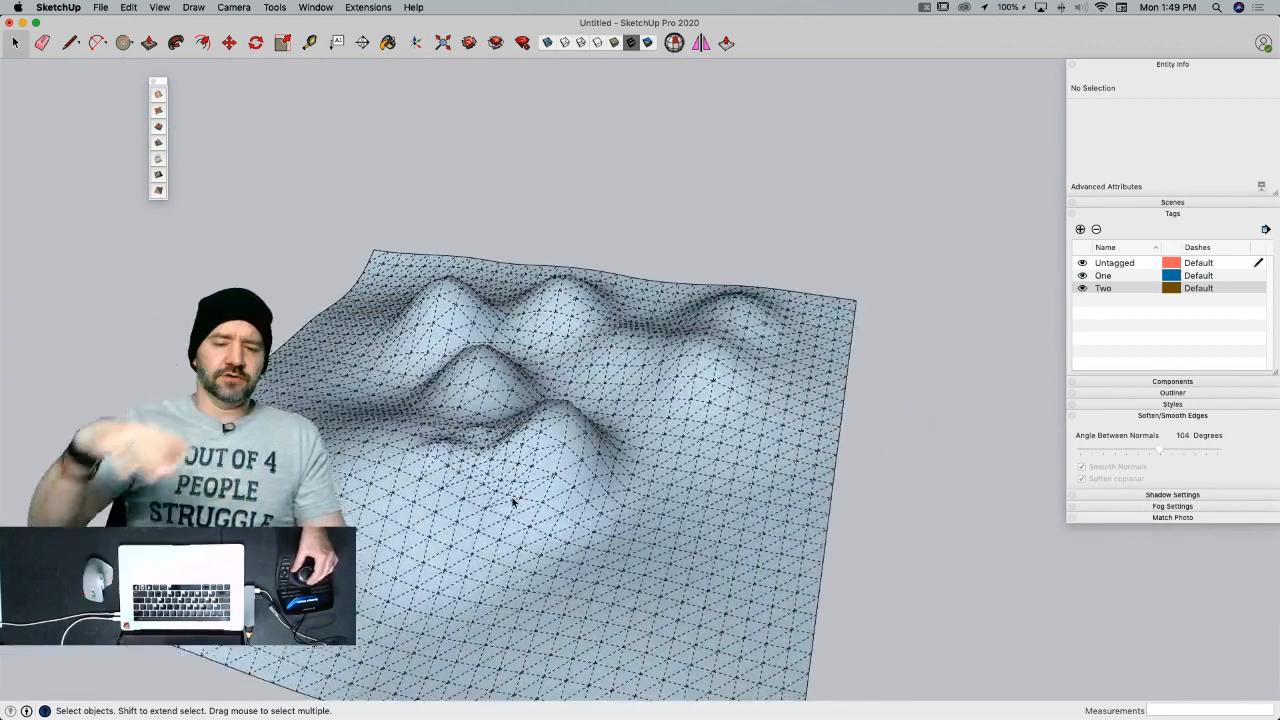 SketchUp File Edit View Draw Camera Tools Window Extensions Help
100% Mon 1:49 PM
Untitled - SketchUp Pro 2020
Entity Info
No Selection
Advanced Attributes
Scenes
Tags
Name Dashes
Untagged Default
One Default
Two Default
Components
Outliner
Styles
Soften/Smooth Edges
Angle Between Normals 104 Degrees
Smooth Normals
Soften coplanar
Shadow Settings
Fog Settings
Match Photo
OUT OF 4
PEOPLE
STRUGGLE
Select objects. Shift to extend select. Drag mouse to select multiple.
Measurements